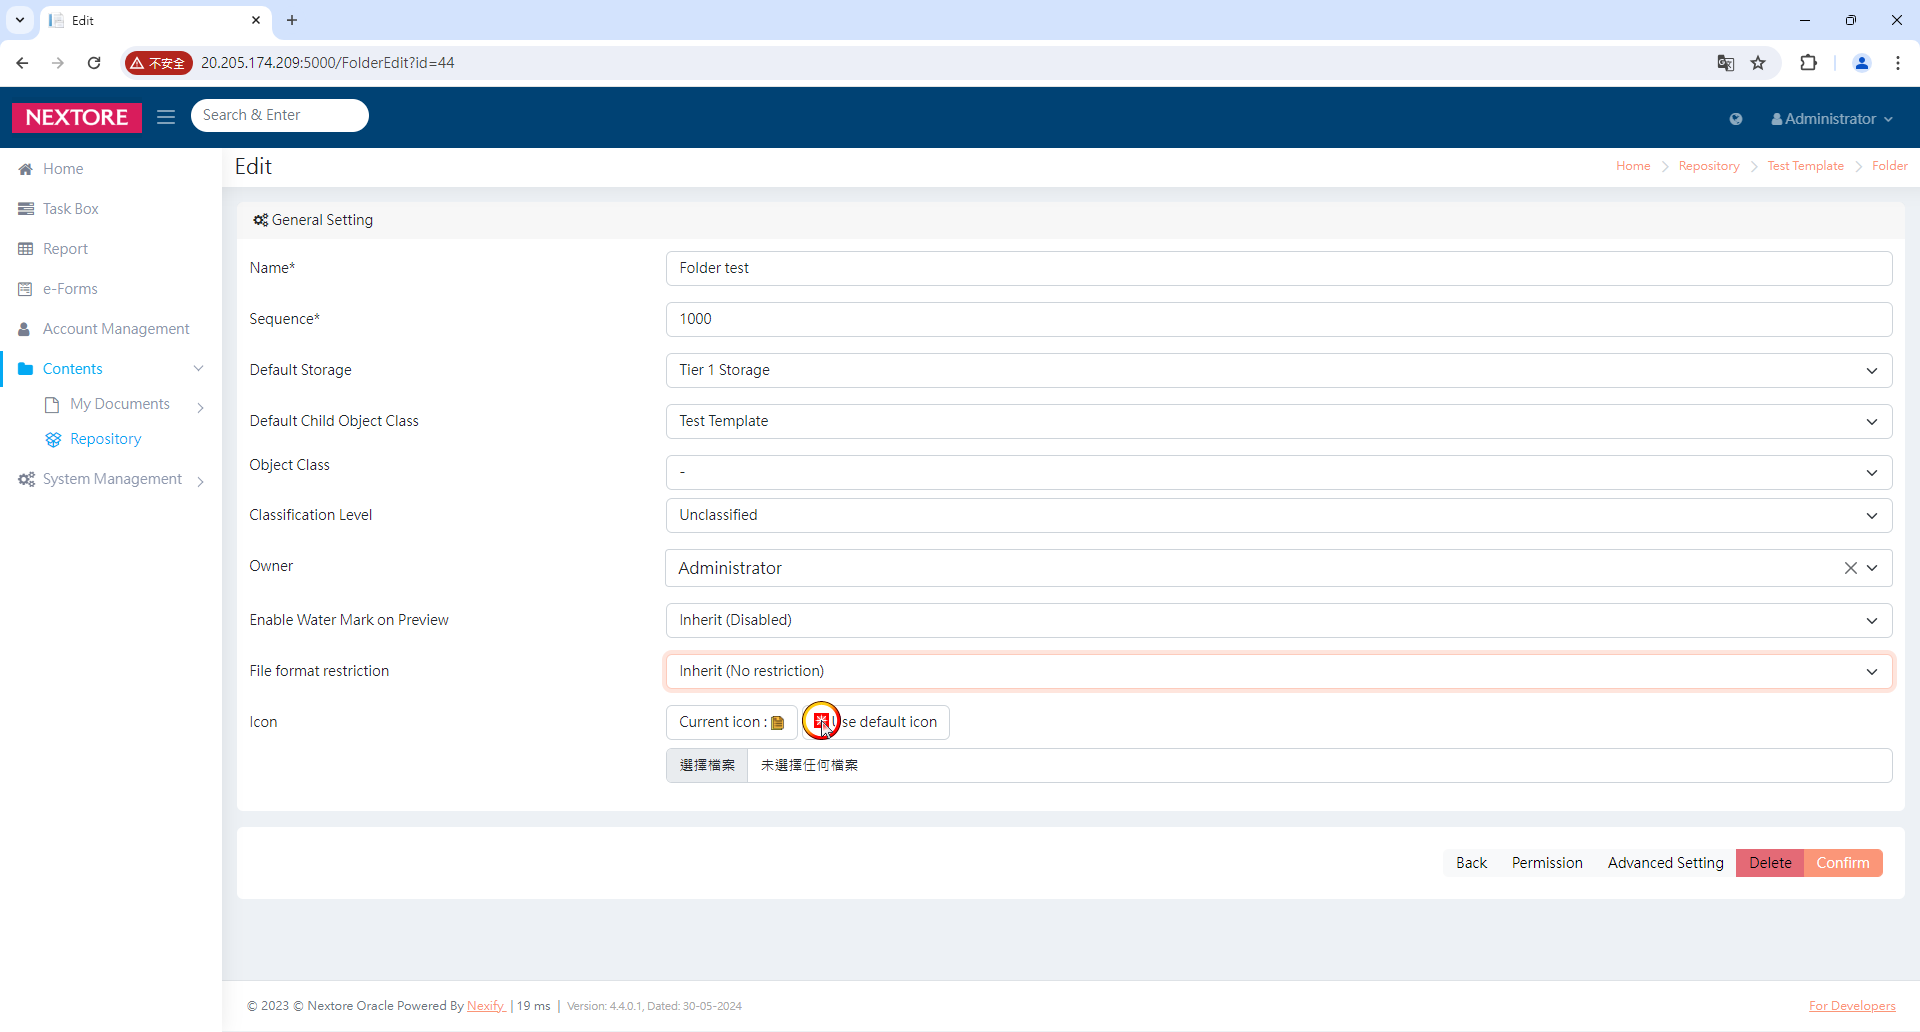 Edit
不安全
20.205.174.209:5000/FolderEdit?id=44
NEXTORE
Search & Enter
Administrator
Home
Task Box
Report
e-Forms
Account Management
Contents
My Documents
Repository
System Management
Edit
Home
Repository
Test Template
Folder
General Setting
Name*
Folder test
Sequence*
1000
Default Storage
Tier 1 Storage
Default Child Object Class
Test Template
Object Class
-
Classification Level
Unclassified
Owner
Administrator
Enable Water Mark on Preview
Inherit (Disabled)
File format restriction
Inherit (No restriction)
Icon
Current icon :
Use default icon
選擇檔案
未選擇任何檔案
Back
Permission
Advanced Setting
Delete
Confirm
© 2023 © Nextore Oracle Powered By Nexify | 19 ms | Version: 4.4.0.1, Dated: 30-05-2024
For Developers